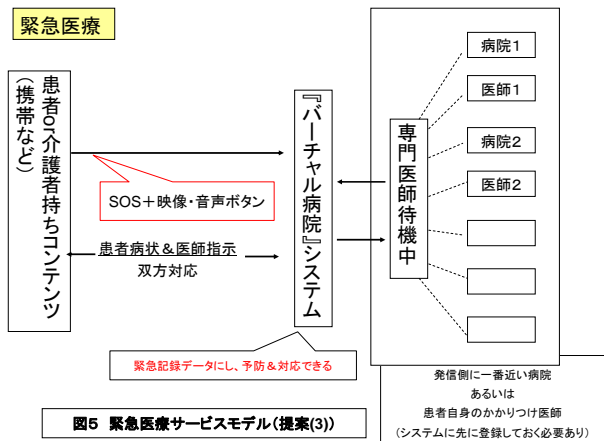 緊急医療
患者or介護者持ちコンテンツ
(携帯など)
SOS+映像・音声ボタン
患者病状&医師指示
双方対応
『バーチャル病院』システム
専門医師待機中
病院1
医師1
病院2
医師2
緊急記録データにし、予防&対応できる
発信側に一番近い病院
あるいは
患者自身のかかりつけ医師
(システムに先に登録しておく必要あり)
図5 緊急医療サービスモデル(提案(3))